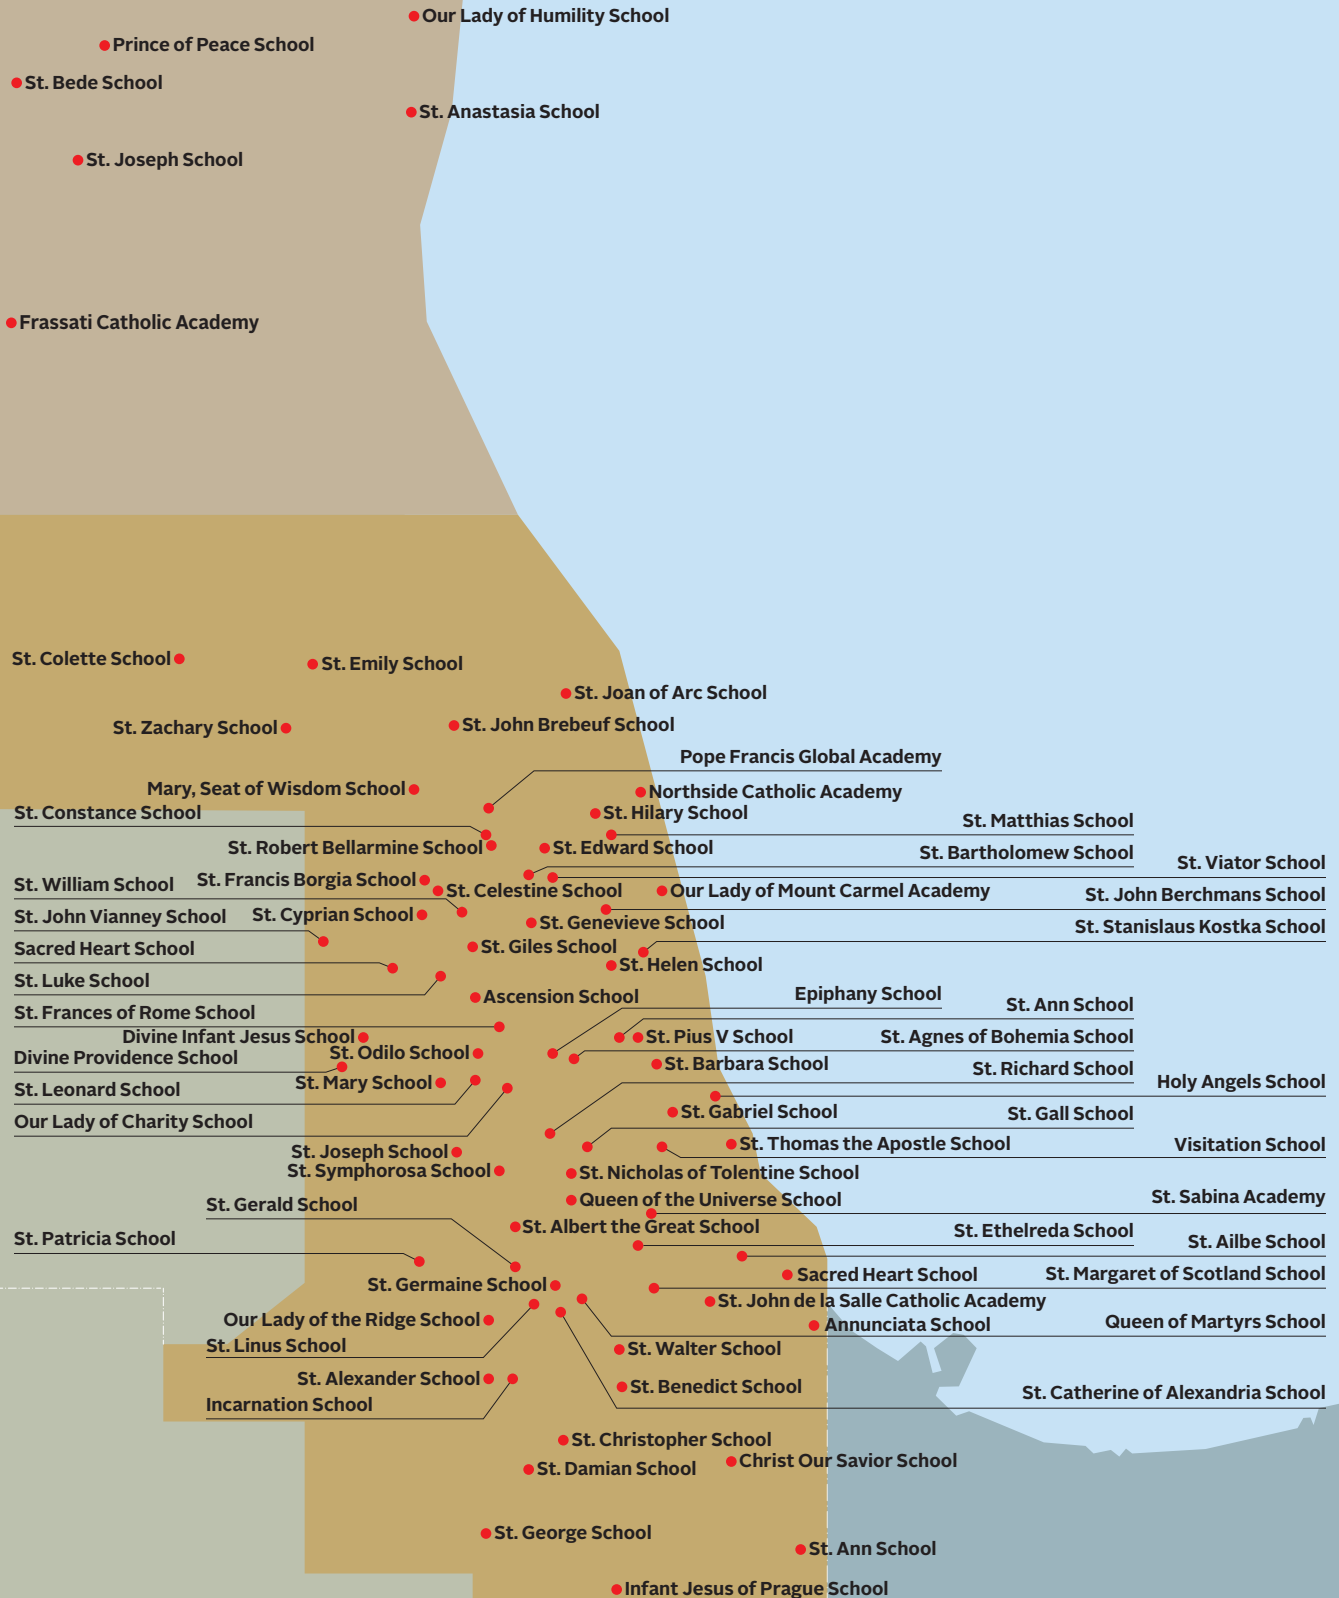 Our Lady of Humility School
Prince of Peace School
St. Bede School
St. Anastasia School
St. Joseph School
Frassati Catholic Academy
St. Colette School
St. Emily School
St. Joan of Arc School
St. John Brebeuf School
St. Zachary School
Pope Francis Global Academy
Mary, Seat of Wisdom School
Northside Catholic Academy
St. Constance School
St. Hilary School
St. Matthias School
St. Robert Bellarmine School
St. Edward School
St. Bartholomew School
St. Viator School
St. William School
St. Francis Borgia School
St. Celestine School
Our Lady of Mount Carmel Academy
St. John Berchmans School
St. John Vianney School
St. Cyprian School
St. Genevieve School
St. Stanislaus Kostka School
Sacred Heart School
St. Giles School
St. Helen School
St. Luke School
Ascension School
Epiphany School
St. Ann School
St. Frances of Rome School
Divine Infant Jesus School
St. Pius V School
St. Agnes of Bohemia School
Divine Providence School
St. Odilo School
St. Barbara School
St. Richard School
St. Leonard School
St. Mary School
Holy Angels School
Our Lady of Charity School
St. Gabriel School
St. Gall School
St. Joseph School
St. Thomas the Apostle School
Visitation School
St. Symphorosa School
St. Nicholas of Tolentine School
St. Gerald School
Queen of the Universe School
St. Sabina Academy
St. Patricia School
St. Albert the Great School
St. Ethelreda School
St. Ailbe School
St. Germaine School
Sacred Heart School
St. Margaret of Scotland School
St. John de la Salle Catholic Academy
Our Lady of the Ridge School
Annunciata School
Queen of Martyrs School
St. Linus School
St. Walter School
St. Alexander School
St. Benedict School
St. Catherine of Alexandria School
Incarnation School
St. Christopher School
St. Damian School
Christ Our Savior School
St. George School
St. Ann School
Infant Jesus of Prague School